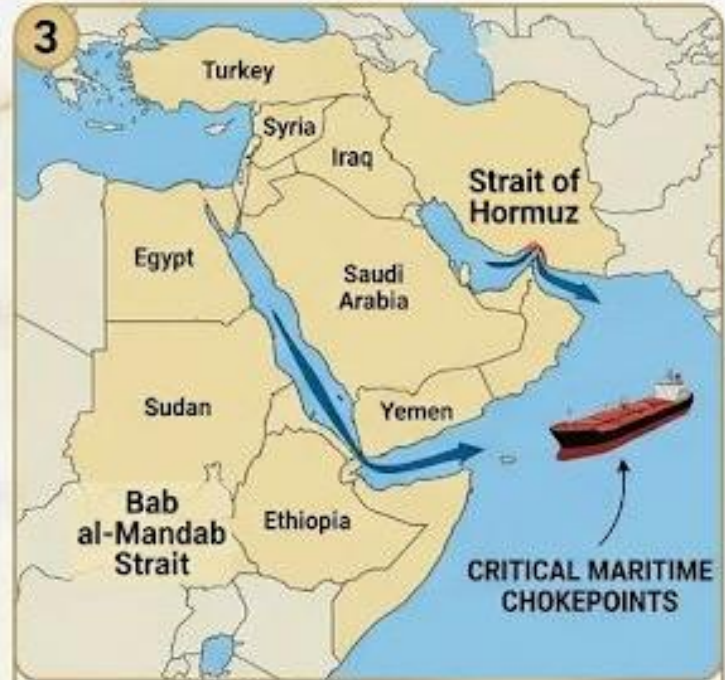 3
Turkey
Syria
Iraq
Strait of
Hormuz
Egypt
Saudi
Arabia
Sudan
Yemen
Bab
al-Mandab
Strait
Ethiopia
CRITICAL MARITIME
CHOKEPOINTS